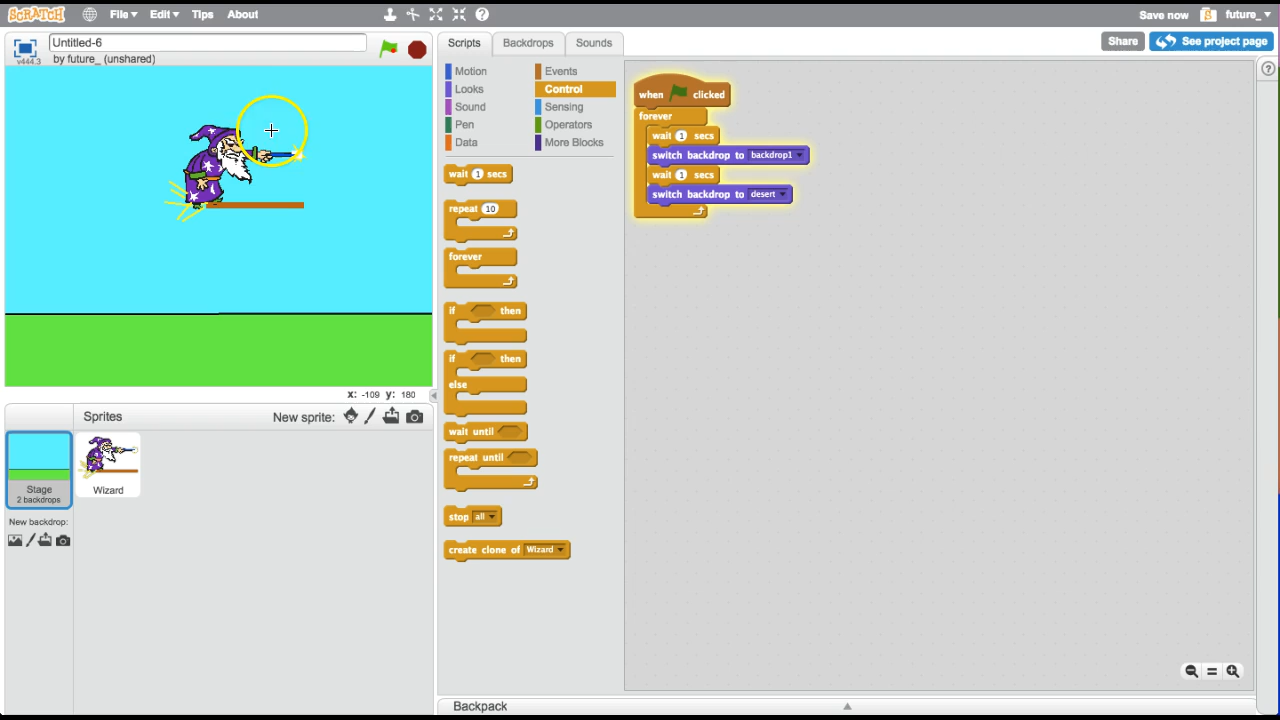 SCRATCH File Edit Tips About Save now future_
v444.3 Untitled-6
by future_ (unshared)
Scripts Backdrops Sounds Share See project page
?
Motion Events
Looks Control
Sound Sensing
Pen Operators
Data More Blocks
wait 1 secs
repeat 10
forever
if then
if then
else
wait until
repeat until
stop all
create clone of Wizard
when clicked
forever
wait 1 secs
switch backdrop to backdrop1
wait 1 secs
switch backdrop to desert
x: -109 y: 180
Sprites New sprite:
Stage
2 backdrops
Wizard
New backdrop:
Backpack